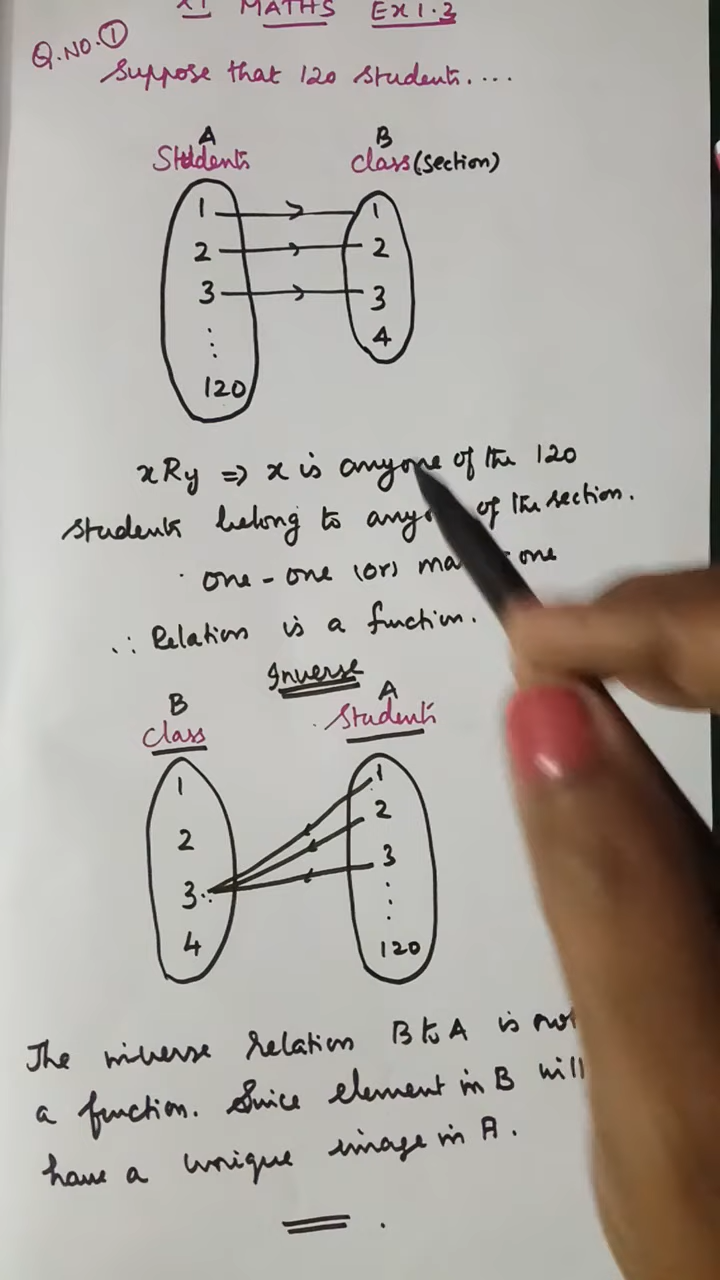 XI MATHS Ex 1.3
Q.NO.①
Suppose that 120 students....
A B
Students class (section)
1 1
2 2
3 3
⋮ 4
120
xRy ⇒ x is anyone of the 120
students belong to any of the section.
one-one (or) one
∴ Relation is a function.
Inverse
B A
Class Students
1 1
2 2
3 3
4 ⋮
120
The inverse relation B to A is
a function. Since element in B will
have a unique image in A.